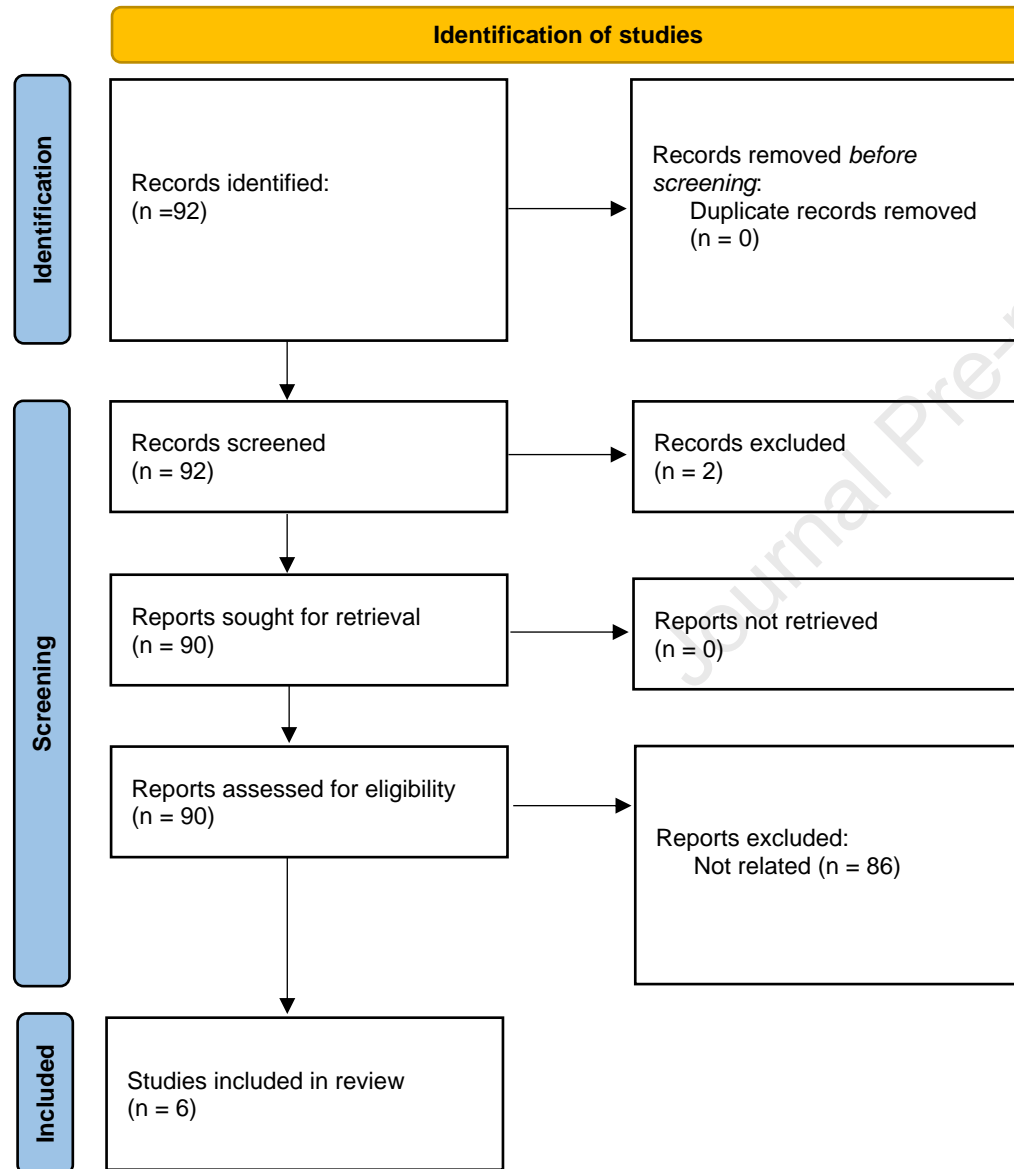 Identification of studies
Identification
Records identified:
(n =92)
Records removed before
screening:
Duplicate records removed
(n = 0)
Screening
Records screened
(n = 92)
Records excluded
(n = 2)
Reports sought for retrieval
(n = 90)
Reports not retrieved
(n = 0)
Reports assessed for eligibility
(n = 90)
Reports excluded:
Not related (n = 86)
Included
Studies included in review
(n = 6)
Journal Pre-